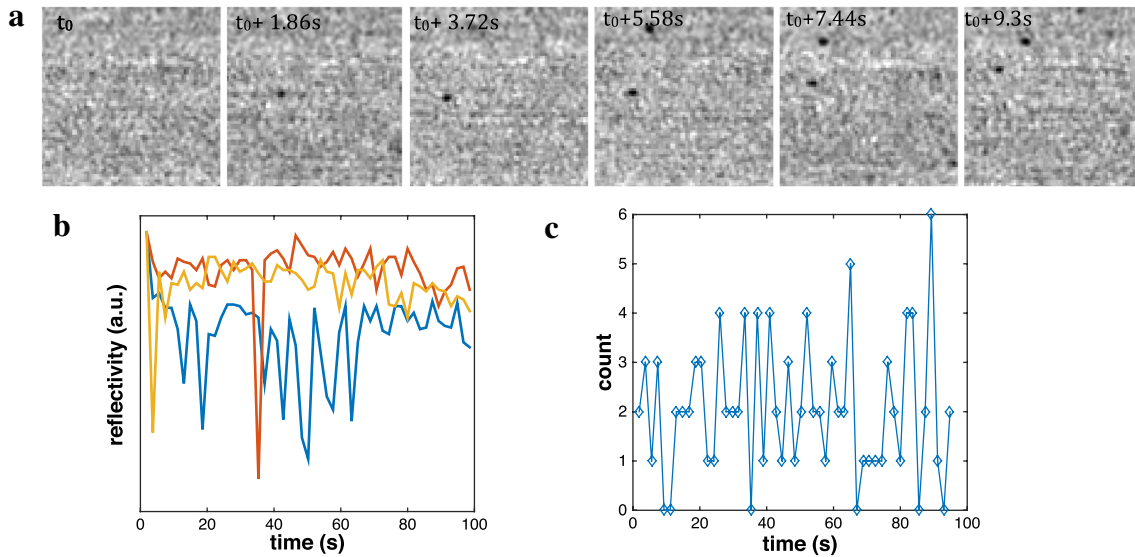 a
t0
t0+ 1.86s
t0+ 3.72s
t0+5.58s
t0+7.44s
t0+9.3s
b
reflectivity (a.u.)
0 20 40 60 80 100
time (s)
c
count
6
5
4
3
2
1
0
0 20 40 60 80 100
time (s)